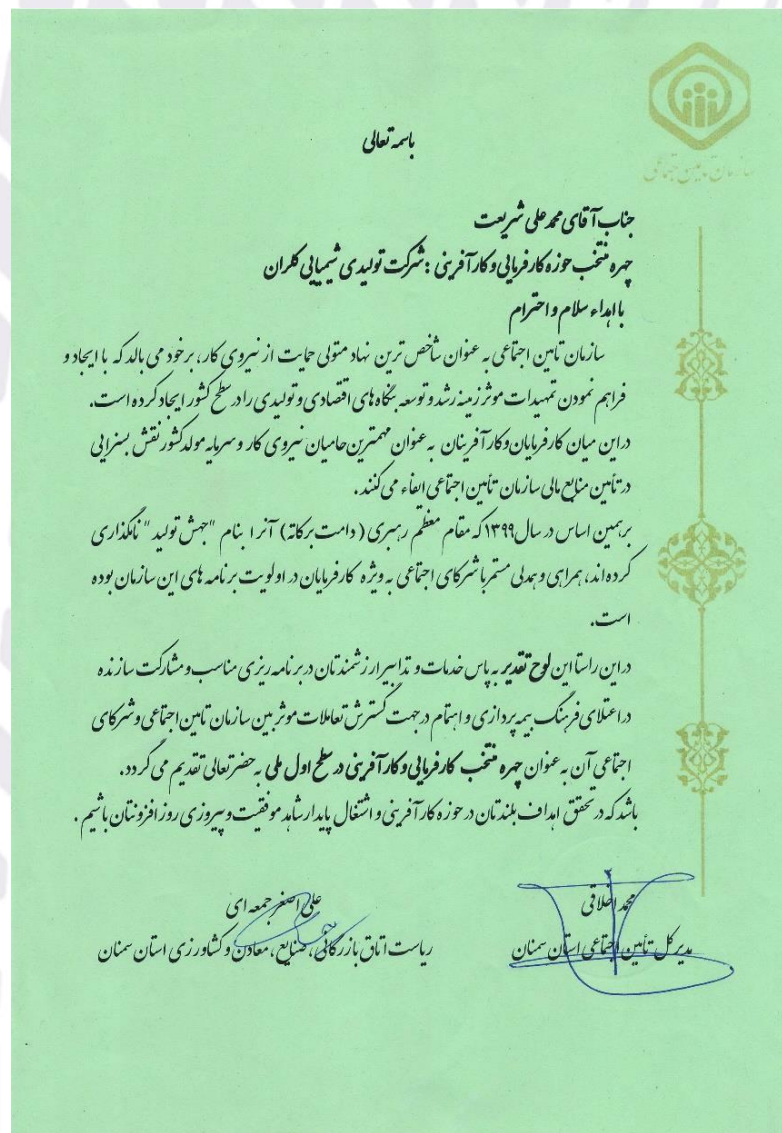 باسمه تعالی
سازمان تأمین اجتماعی
جناب آقای محمدعلی شریعت
چهره منتخب حوزه کارفرمایی و کارآفرینی : شرکت تولیدی شیمیایی کلران
با اهداء سلام و احترام
سازمان تامین اجتماعی به عنوان شاخص ترین نهاد متولی حمایت از نیروی کار، بر خود می بالد که با ایجاد و
فراهم نمودن تمهیدات موثر زمینه رشد و توسعه بنگاه های اقتصادی و تولیدی را در سطح کشور ایجاد کرده است.
در این میان کارفرمایان و کارآفرینان به عنوان مهمترین حامیان نیروی کار و سرمایه مولد کشور نقش بسزایی
در تأمین منابع مالی سازمان تأمین اجتماعی ایفاء می کنند.
بر همین اساس در سال ۱۳۹۹ که مقام معظم رهبری ( دامت برکاته ) آنرا بنام "جهش تولید" نامگذاری
کرده اند، همراهی و همدلی مستمر با شرکای اجتماعی به ویژه کارفرمایان در اولویت برنامه های این سازمان بوده
است.
در این راستا این لوح تقدیر به پاس خدمات و تدابیر ارزشمندتان در برنامه ریزی مناسب و مشارکت سازنده
در اعتلای فرهنگ بیمه پردازی و اهتمام در جهت گسترش تعاملات موثر بین سازمان تامین اجتماعی و شرکای
اجتماعی آن به عنوان چهره منتخب کارفرمایی و کارآفرینی در سطح اول ملی به حضرتعالی تقدیم می گردد.
باشد که در تحقق اهداف بلندتان در حوزه کارآفرینی و اشتغال پایدار شاهد موفقیت و پیروزی روز افزونتان باشیم .
محمد اخلاقی
مدیر کل تأمین اجتماعی استان سمنان
علی اصغر جمعه ای
ریاست اتاق بازرگانی، صنایع، معادن و کشاورزی استان سمنان